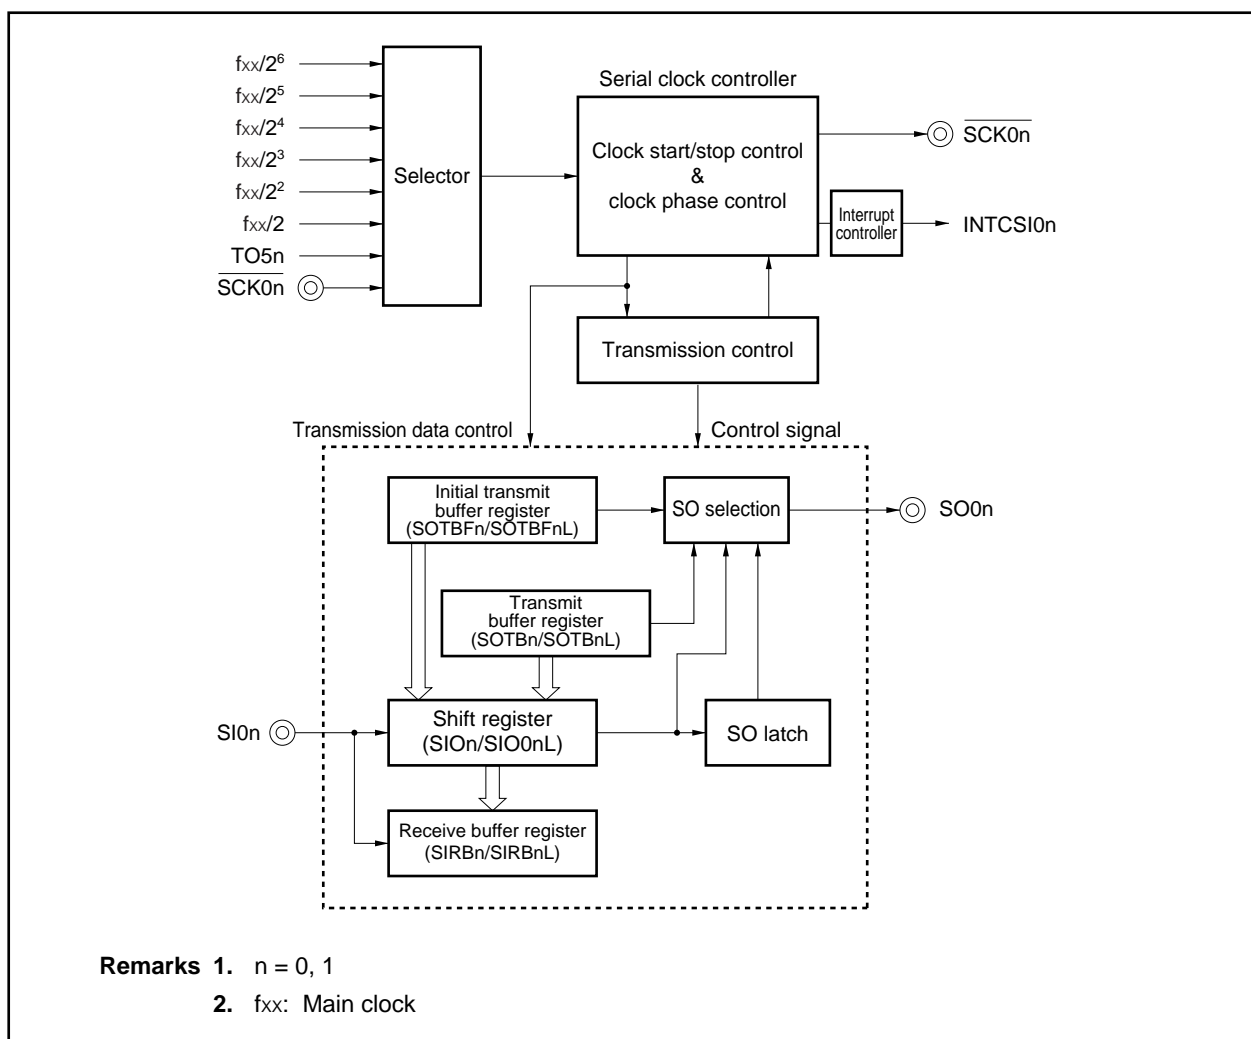 fxx/2⁶
fxx/2⁵
fxx/2⁴
fxx/2³
fxx/2²
fxx/2
TO5n
SCK0n
Selector
Serial clock controller
Clock start/stop control
&
clock phase control
SCK0n
Interrupt
controller
INTCSI0n
Transmission control
Transmission data control
Control signal
Initial transmit
buffer register
(SOTBFn/SOTBFnL)
SO selection
SO0n
Transmit
buffer register
(SOTBn/SOTBnL)
SI0n
Shift register
(SIOn/SIO0nL)
SO latch
Receive buffer register
(SIRBn/SIRBnL)
Remarks 1. n = 0, 1
2. fxx: Main clock